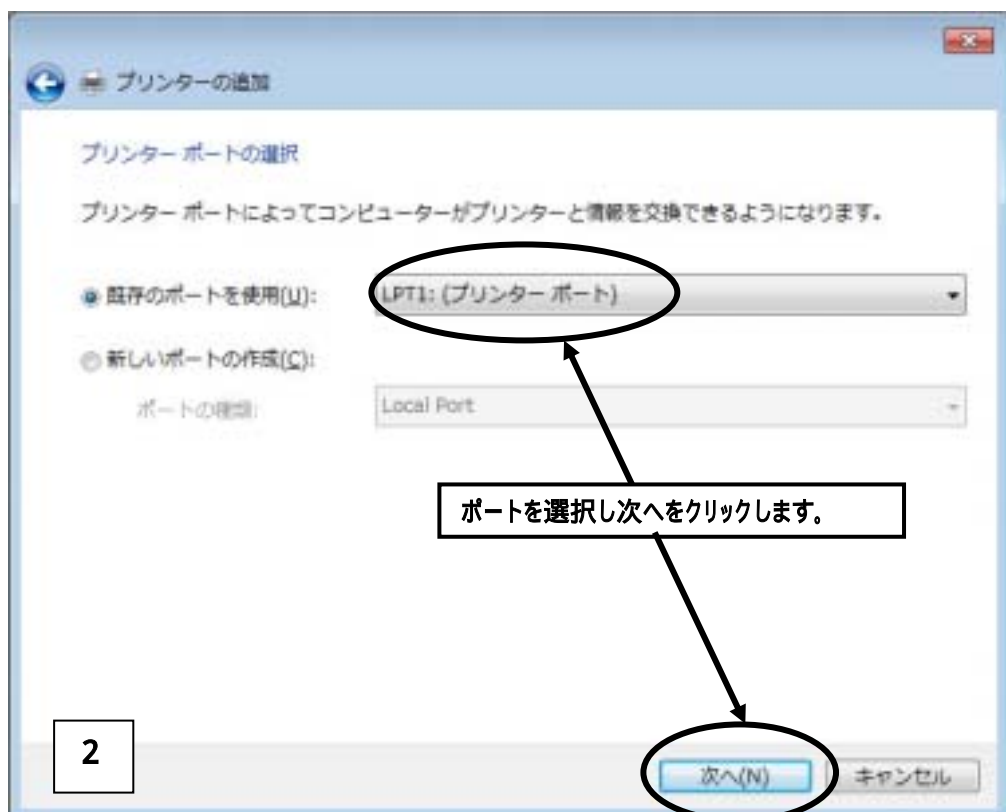 プリンターの追加
プリンター ポートの選択
プリンター ポートによってコンピューターがプリンターと情報を交換できるようになります。
既存のポートを使用(U): LPT1: (プリンター ポート)
新しいポートの作成(C):
ポートの種類: Local Port
ポートを選択し次へをクリックします。
2
次へ(N) キャンセル